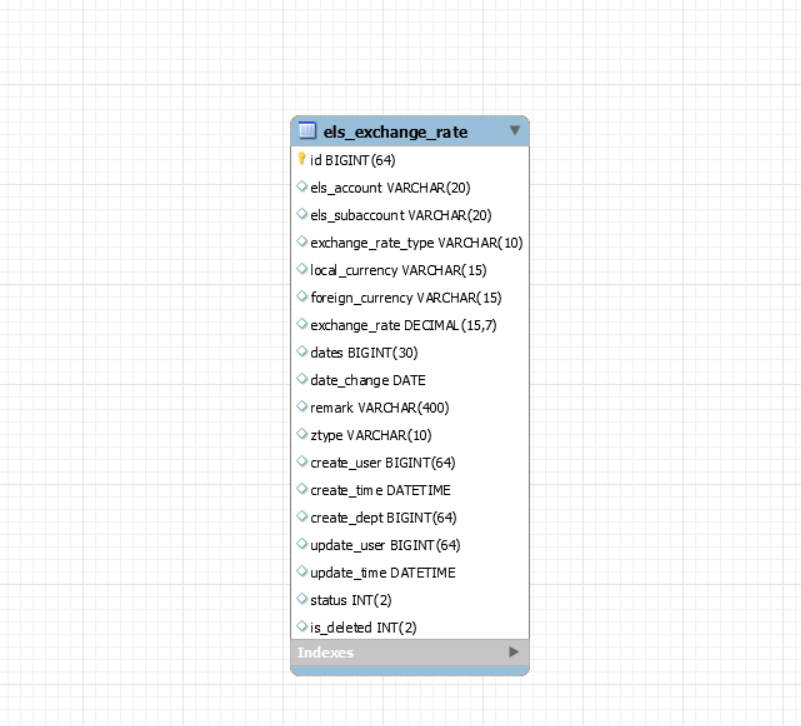 els_exchange_rate
id BIGINT(64)
els_account VARCHAR(20)
els_subaccount VARCHAR(20)
exchange_rate_type VARCHAR(10)
local_currency VARCHAR(15)
foreign_currency VARCHAR(15)
exchange_rate DECIMAL(15,7)
dates BIGINT(30)
date_change DATE
remark VARCHAR(400)
ztype VARCHAR(10)
create_user BIGINT(64)
create_time DATETIME
create_dept BIGINT(64)
update_user BIGINT(64)
update_time DATETIME
status INT(2)
is_deleted INT(2)
Indexes